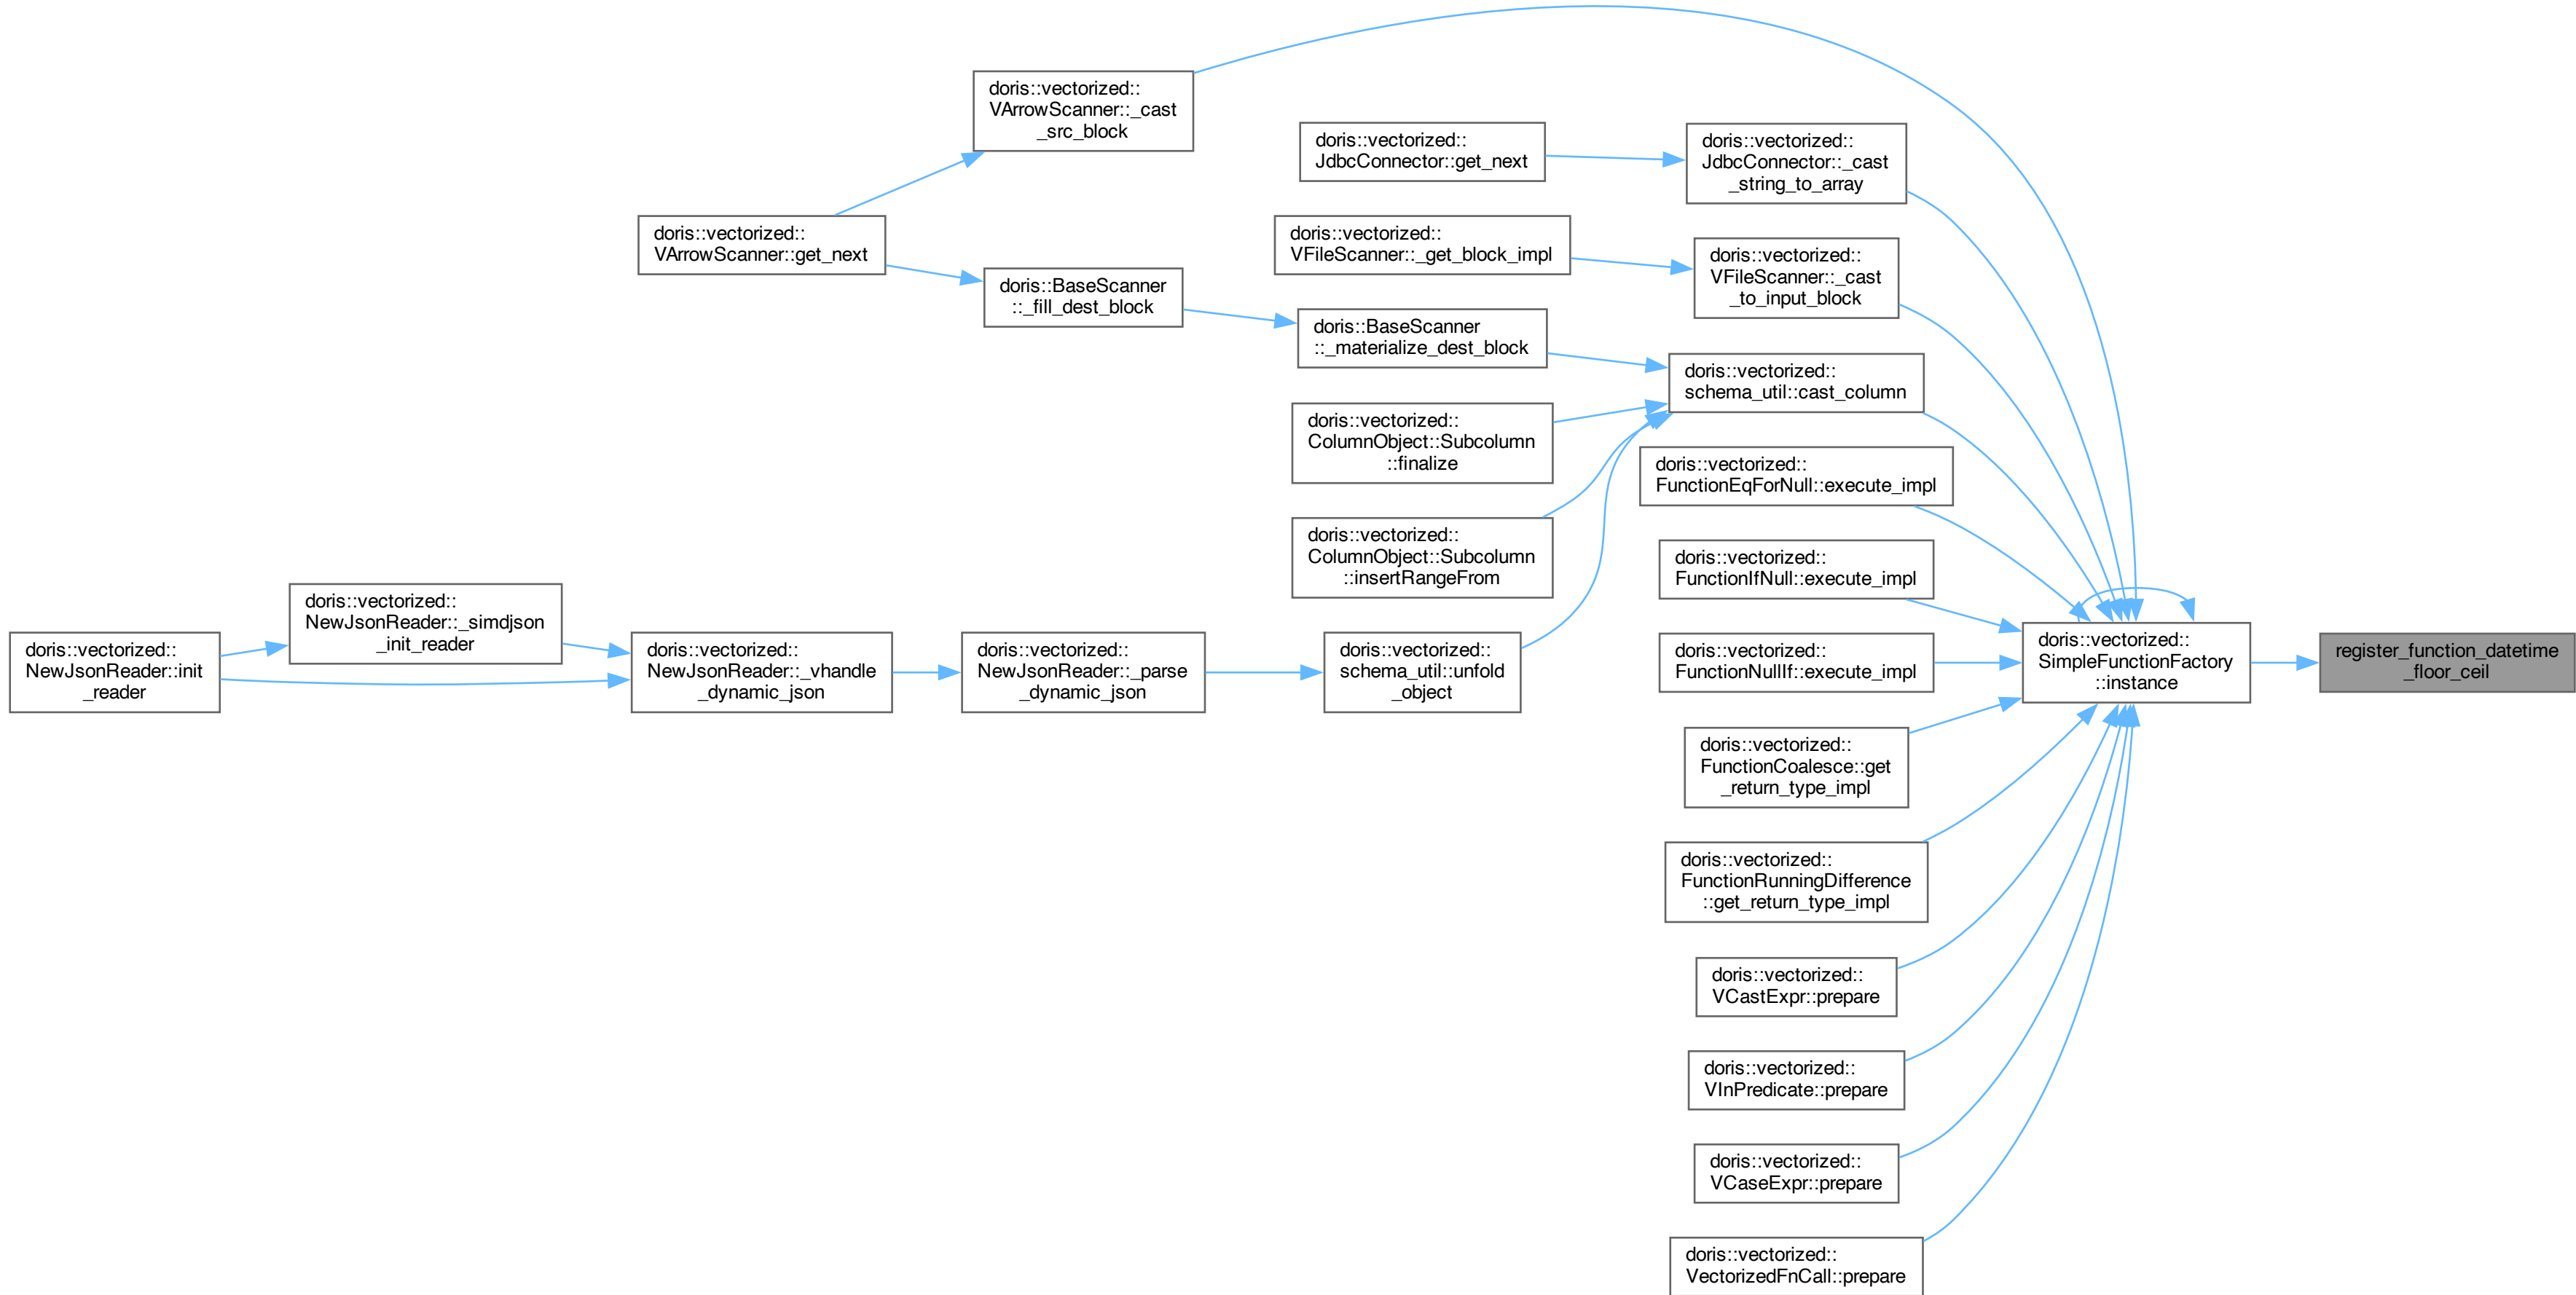 doris::vectorized::
VArrowScanner::_cast
_src_block
doris::vectorized::
JdbcConnector::get_next
doris::vectorized::
JdbcConnector::_cast
_string_to_array
doris::vectorized::
VArrowScanner::get_next
doris::vectorized::
VFileScanner::_get_block_impl
doris::vectorized::
VFileScanner::_cast
_to_input_block
doris::BaseScanner
::_fill_dest_block
doris::BaseScanner
::_materialize_dest_block
doris::vectorized::
schema_util::cast_column
doris::vectorized::
ColumnObject::Subcolumn
::finalize
doris::vectorized::
FunctionEqForNull::execute_impl
doris::vectorized::
ColumnObject::Subcolumn
::insertRangeFrom
doris::vectorized::
FunctionIfNull::execute_impl
doris::vectorized::
NewJsonReader::init
_reader
doris::vectorized::
NewJsonReader::_simdjson
_init_reader
doris::vectorized::
NewJsonReader::_vhandle
_dynamic_json
doris::vectorized::
NewJsonReader::_parse
_dynamic_json
doris::vectorized::
schema_util::unfold
_object
doris::vectorized::
FunctionNullIf::execute_impl
doris::vectorized::
SimpleFunctionFactory
::instance
register_function_datetime
_floor_ceil
doris::vectorized::
FunctionCoalesce::get
_return_type_impl
doris::vectorized::
FunctionRunningDifference
::get_return_type_impl
doris::vectorized::
VCastExpr::prepare
doris::vectorized::
VInPredicate::prepare
doris::vectorized::
VCaseExpr::prepare
doris::vectorized::
VectorizedFnCall::prepare